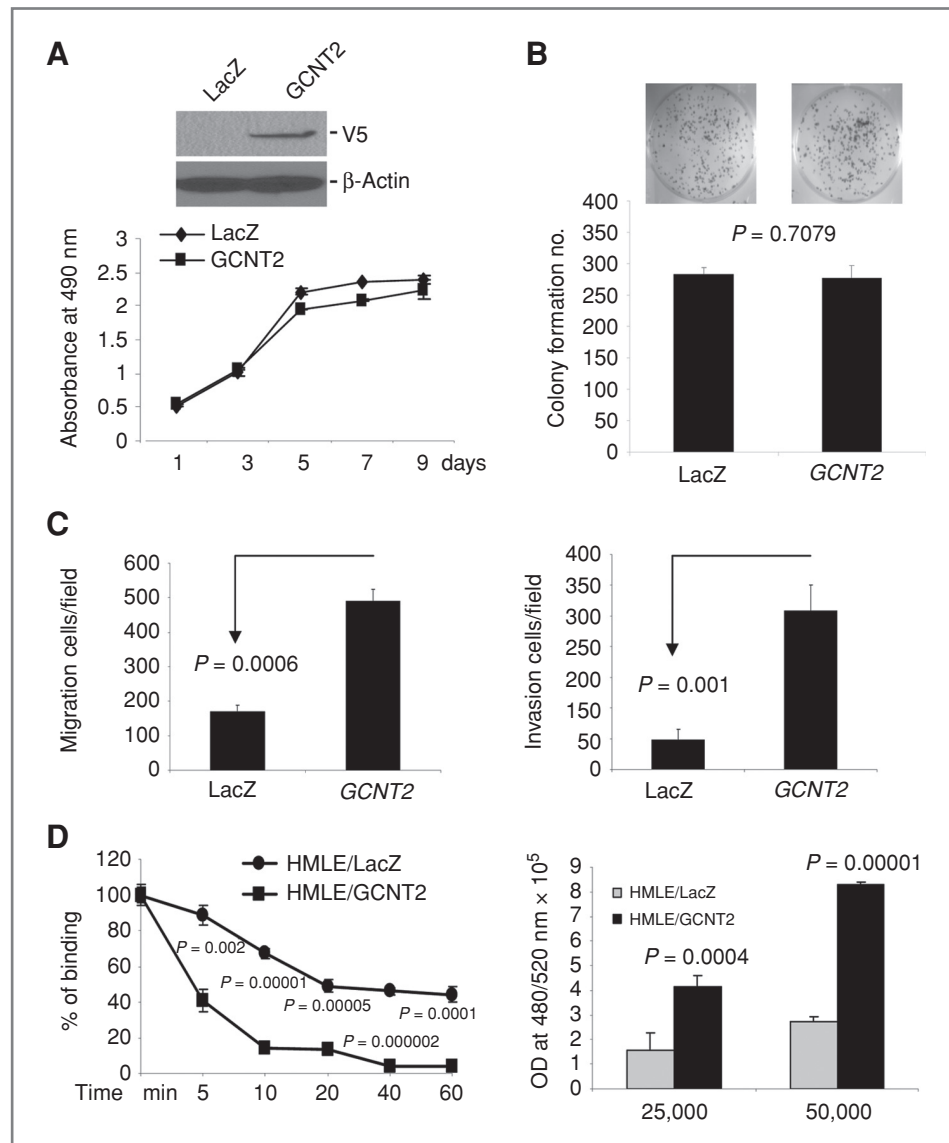 A
LacZ
GCNT2
V5
β-Actin
LacZ
GCNT2
Absorbance at 490 nm
3
2.5
2
1.5
1
0.5
0
1 3 5 7 9 days
B
P = 0.7079
Colony formation no.
400
350
300
250
200
150
100
50
0
LacZ GCNT2
C
Migration cells/field
600
500
400
300
200
100
0
P = 0.0006
LacZ GCNT2
Invasion cells/field
400
350
300
250
200
150
100
50
0
P = 0.001
LacZ GCNT2
D
% of binding
120
100
80
60
40
20
0
HMLE/LacZ
HMLE/GCNT2
P = 0.002
P = 0.00001
P = 0.00005
P = 0.0001
P = 0.000002
Time min 5 10 20 40 60
OD at 480/520 nm × 10⁵
9
8
7
6
5
4
3
2
1
0
HMLE/LacZ
HMLE/GCNT2
P = 0.00001
P = 0.0004
25,000 50,000